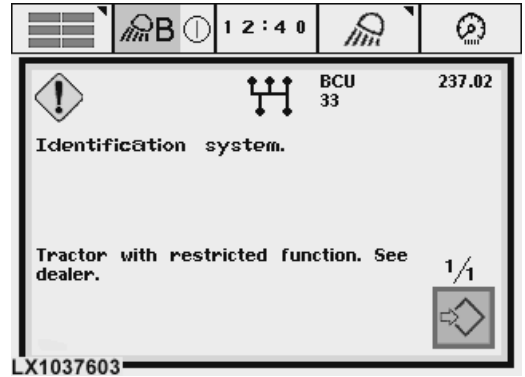 B 12:40
BCU 237.02
33
Identification system.
Tractor with restricted function. See
dealer.
1/1
LX1037603